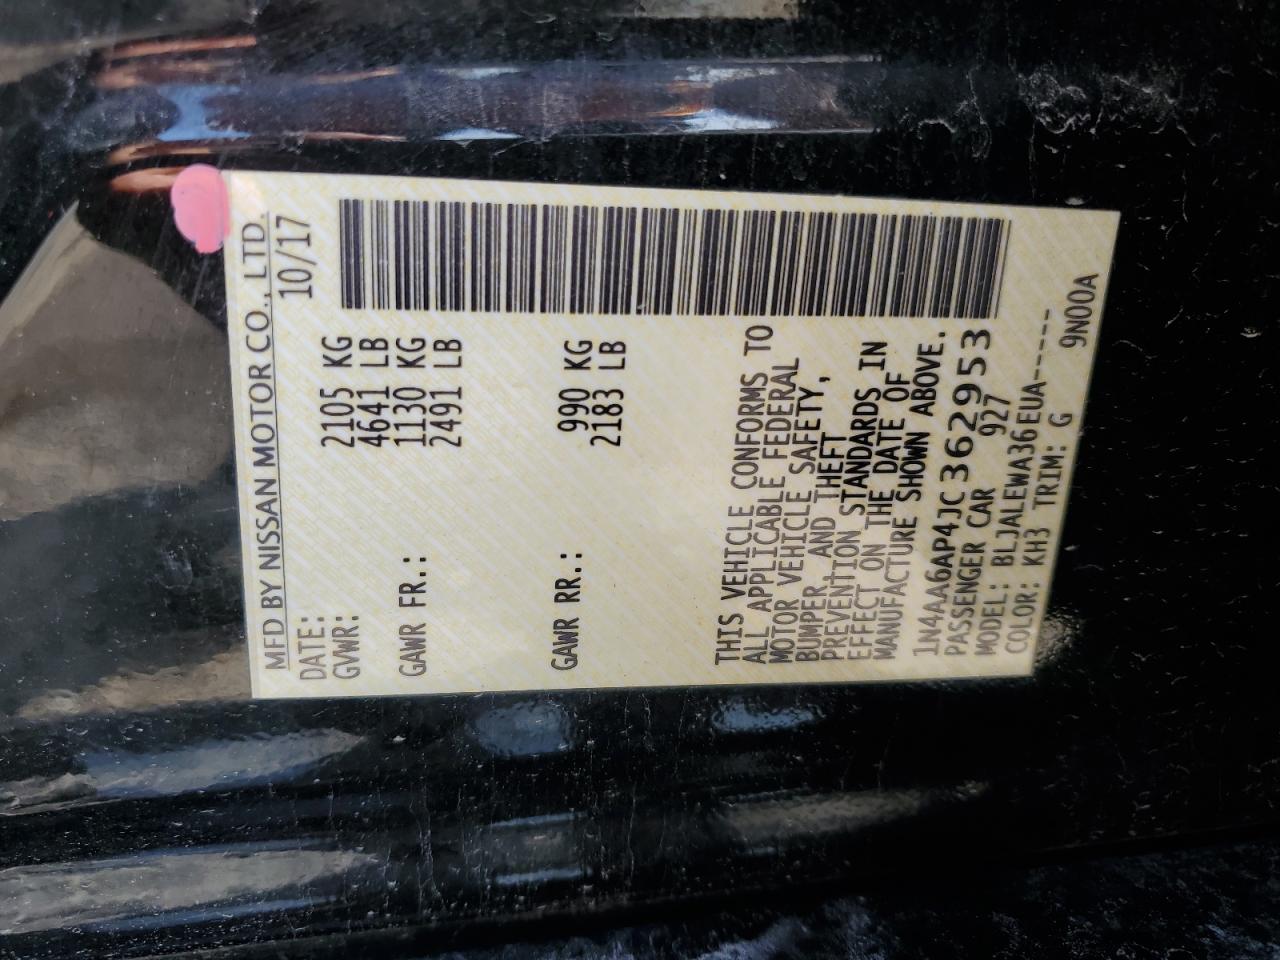 MFD BY NISSAN MOTOR CO., LTD.
DATE: 10/17
GVWR: 2105 KG
4641 LB
GAWR FR.: 1130 KG
2491 LB
GAWR RR.: 990 KG
2183 LB
THIS VEHICLE CONFORMS TO
ALL APPLICABLE FEDERAL
MOTOR VEHICLE SAFETY,
BUMPER AND THEFT
PREVENTION STANDARDS IN
EFFECT ON THE DATE OF
MANUFACTURE SHOWN ABOVE.
1N4AA6AP4JC362953
PASSENGER CAR 927
MODEL: BLJALEWA36EUA------
COLOR: KH3 TRIM: G 9N00A